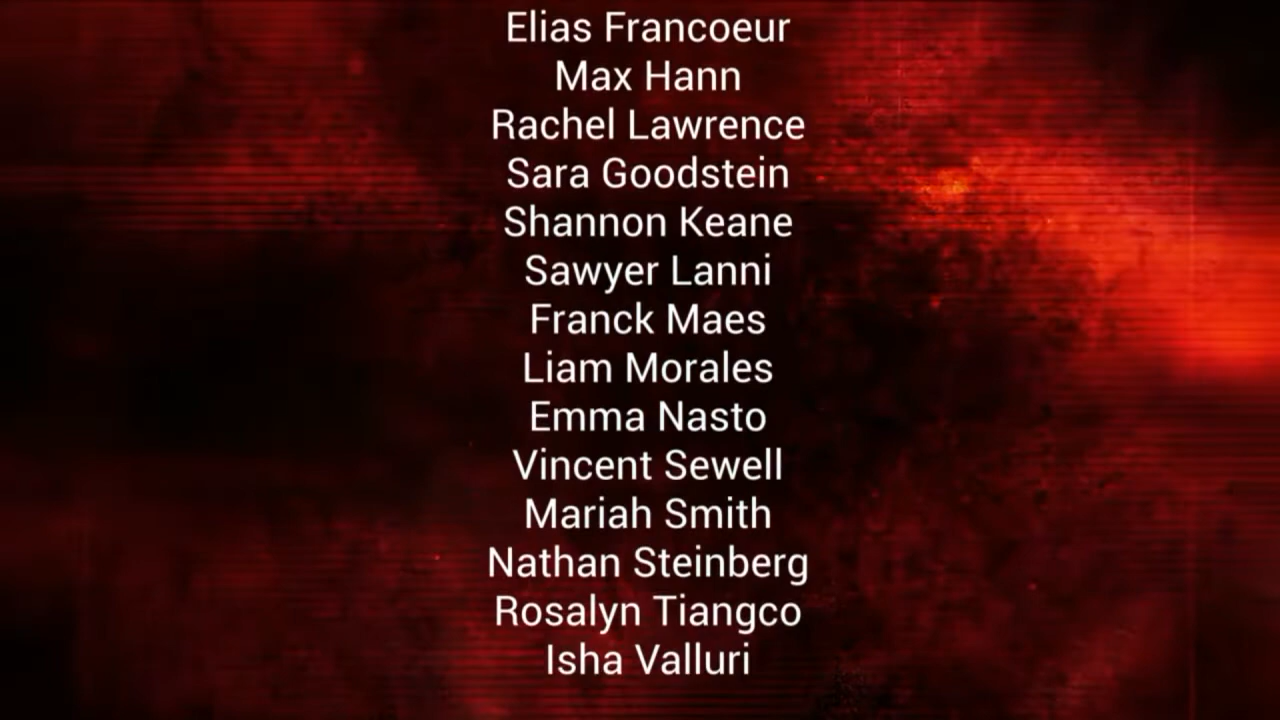 Elias Francoeur
Max Hann
Rachel Lawrence
Sara Goodstein
Shannon Keane
Sawyer Lanni
Franck Maes
Liam Morales
Emma Nasto
Vincent Sewell
Mariah Smith
Nathan Steinberg
Rosalyn Tiangco
Isha Valluri